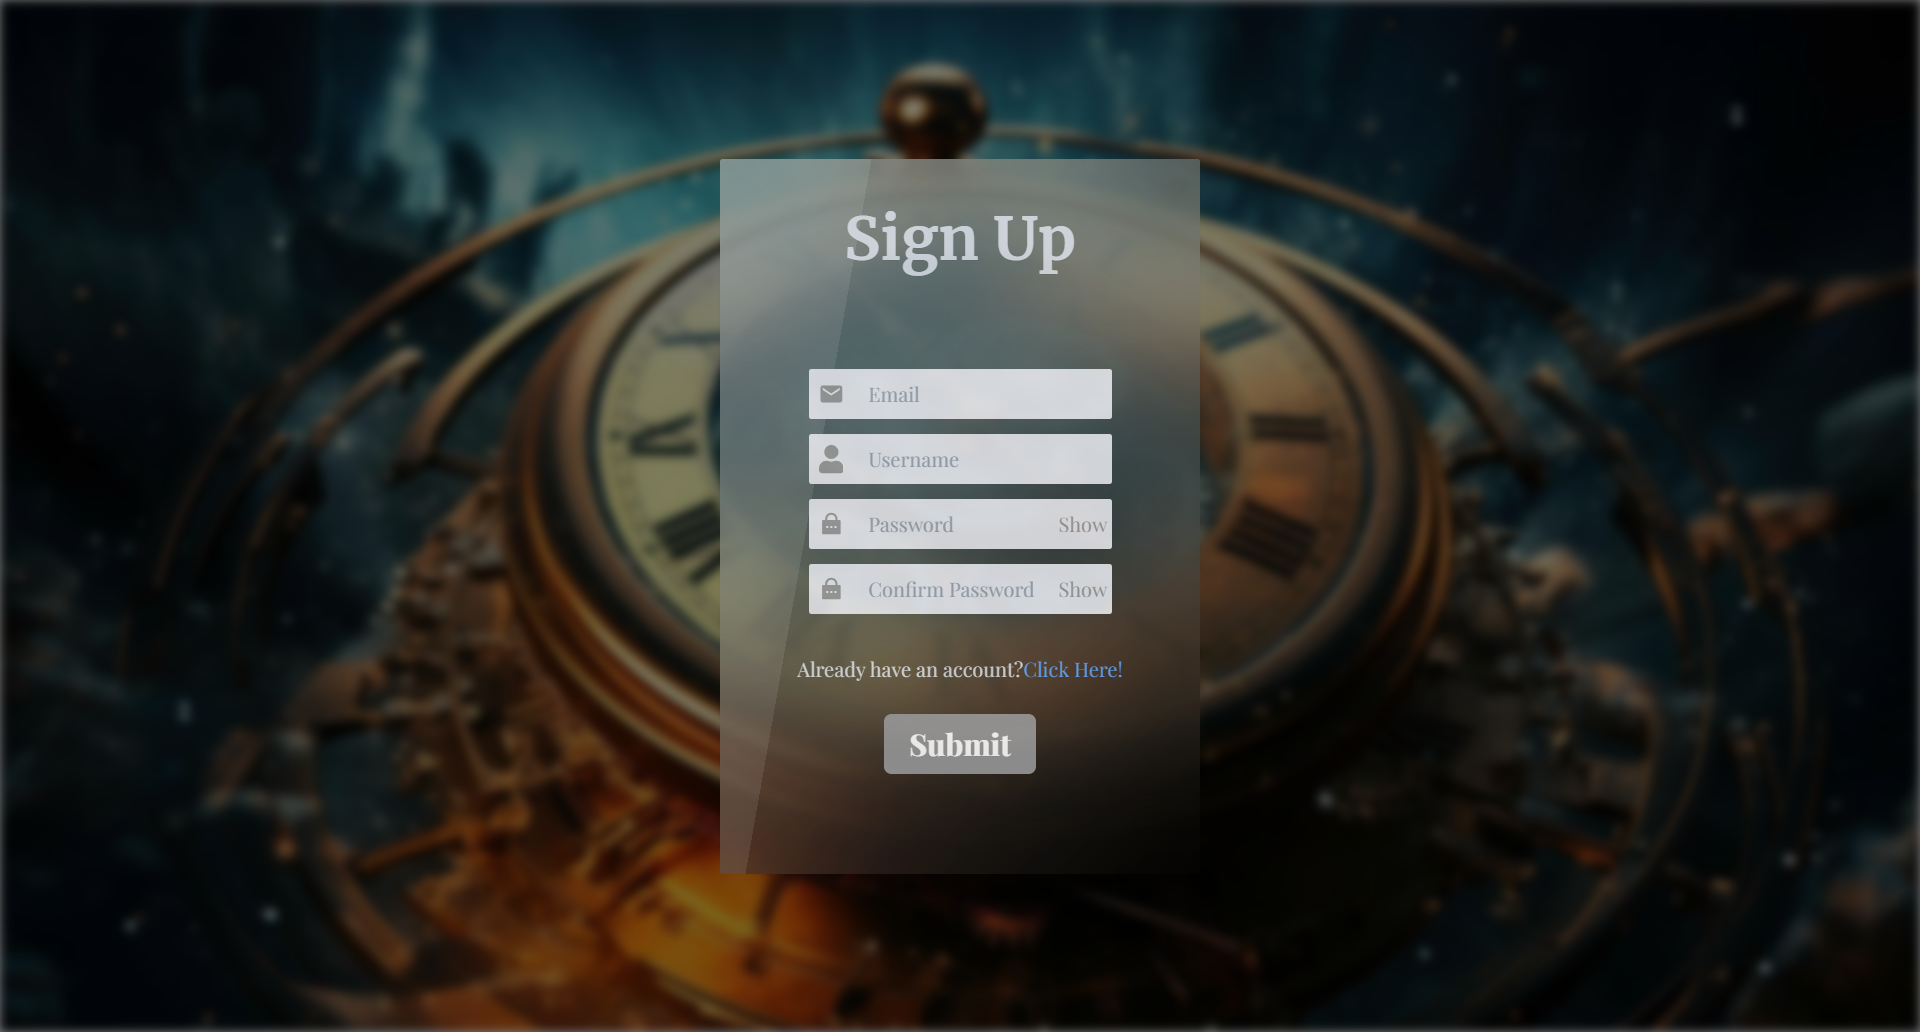 Sign Up
Email
Username
Password Show
Confirm Password Show
Already have an account?Click Here!
Submit